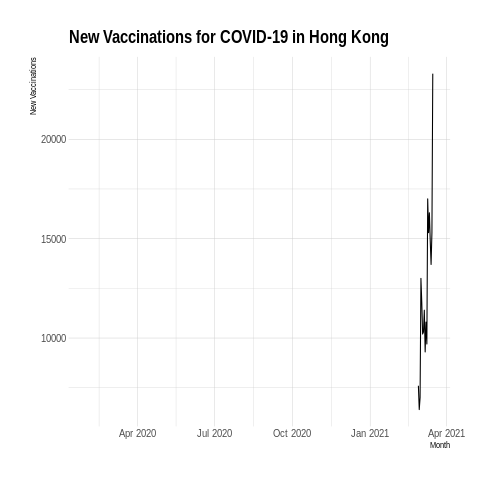 New Vaccinations for COVID-19 in Hong Kong
New Vaccinations
20000
15000
10000
Apr 2020 Jul 2020 Oct 2020 Jan 2021 Apr 2021
Month